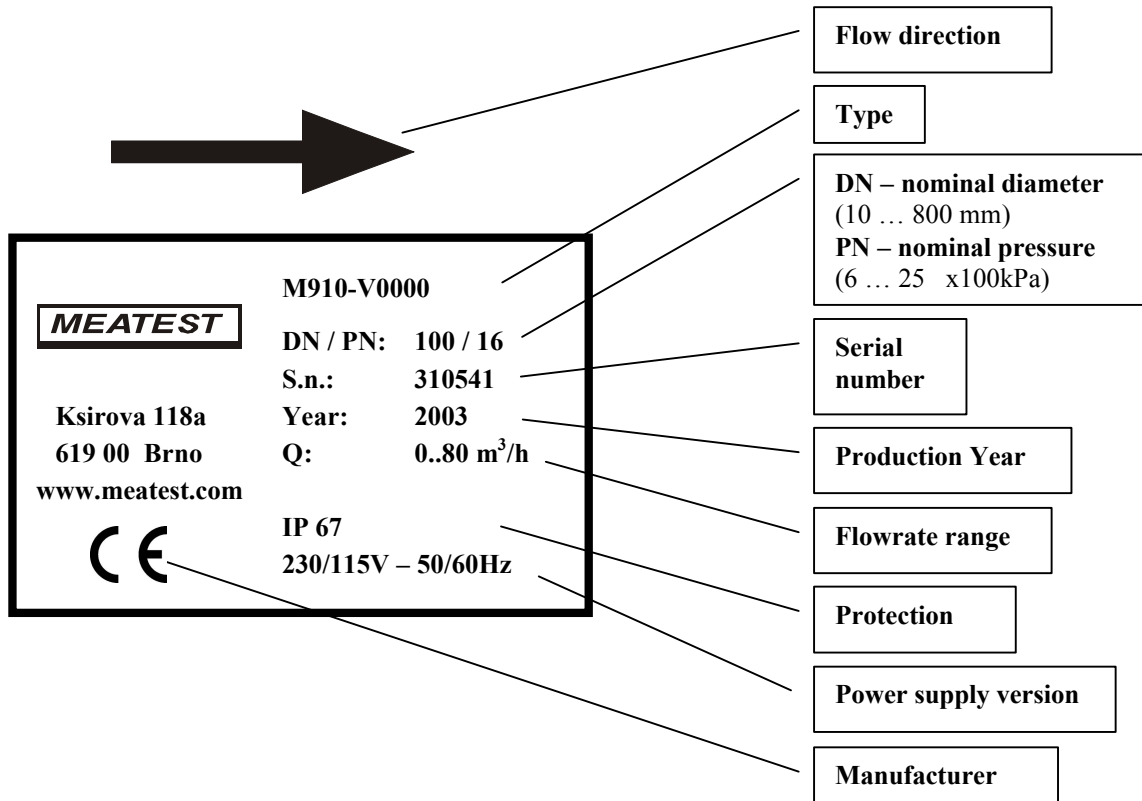 Flow direction
Type
DN – nominal diameter
(10 … 800 mm)
PN – nominal pressure
(6 … 25 x100kPa)
Serial
number
Production Year
Flowrate range
Protection
Power supply version
Manufacturer
MEATEST
Ksirova 118a
619 00 Brno
www.meatest.com
CE
M910-V0000
DN / PN: 100 / 16
S.n.: 310541
Year: 2003
Q: 0..80 m³/h
IP 67
230/115V – 50/60Hz